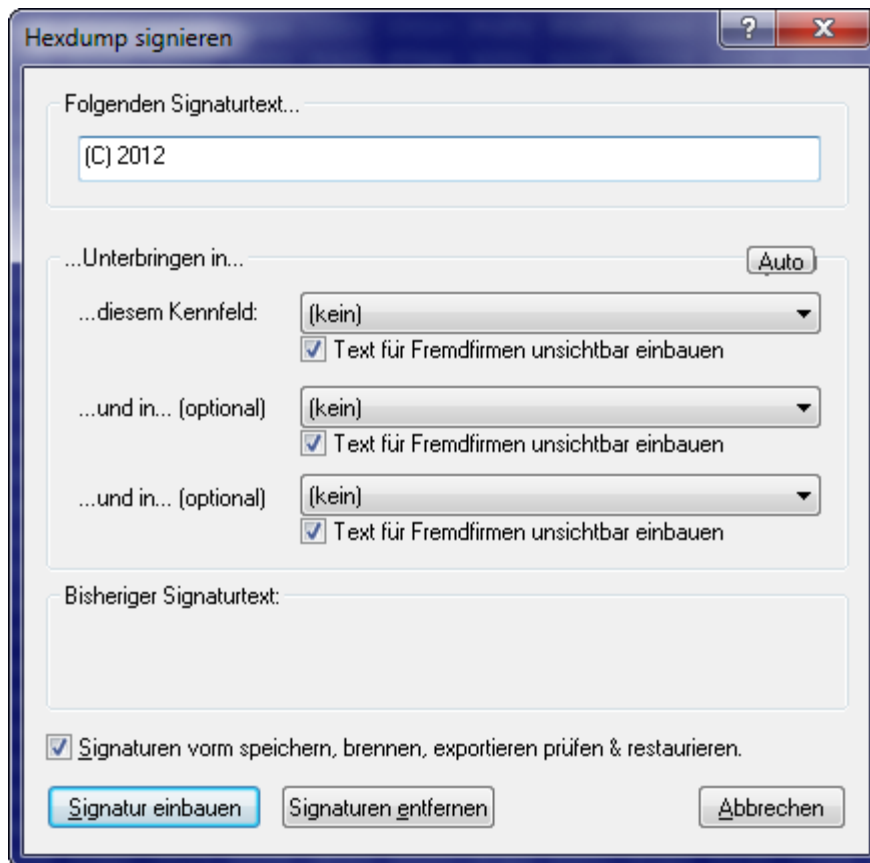 Hexdump signieren
?
X
Folgenden Signaturtext...
(C) 2012
...Unterbringen in...
Auto
...diesem Kennfeld:
(kein)
Text für Fremdfirmen unsichtbar einbauen
...und in... (optional)
(kein)
Text für Fremdfirmen unsichtbar einbauen
...und in... (optional)
(kein)
Text für Fremdfirmen unsichtbar einbauen
Bisheriger Signaturtext:
Signaturen vorm speichern, brennen, exportieren prüfen & restaurieren.
Signatur einbauen
Signaturen entfernen
Abbrechen